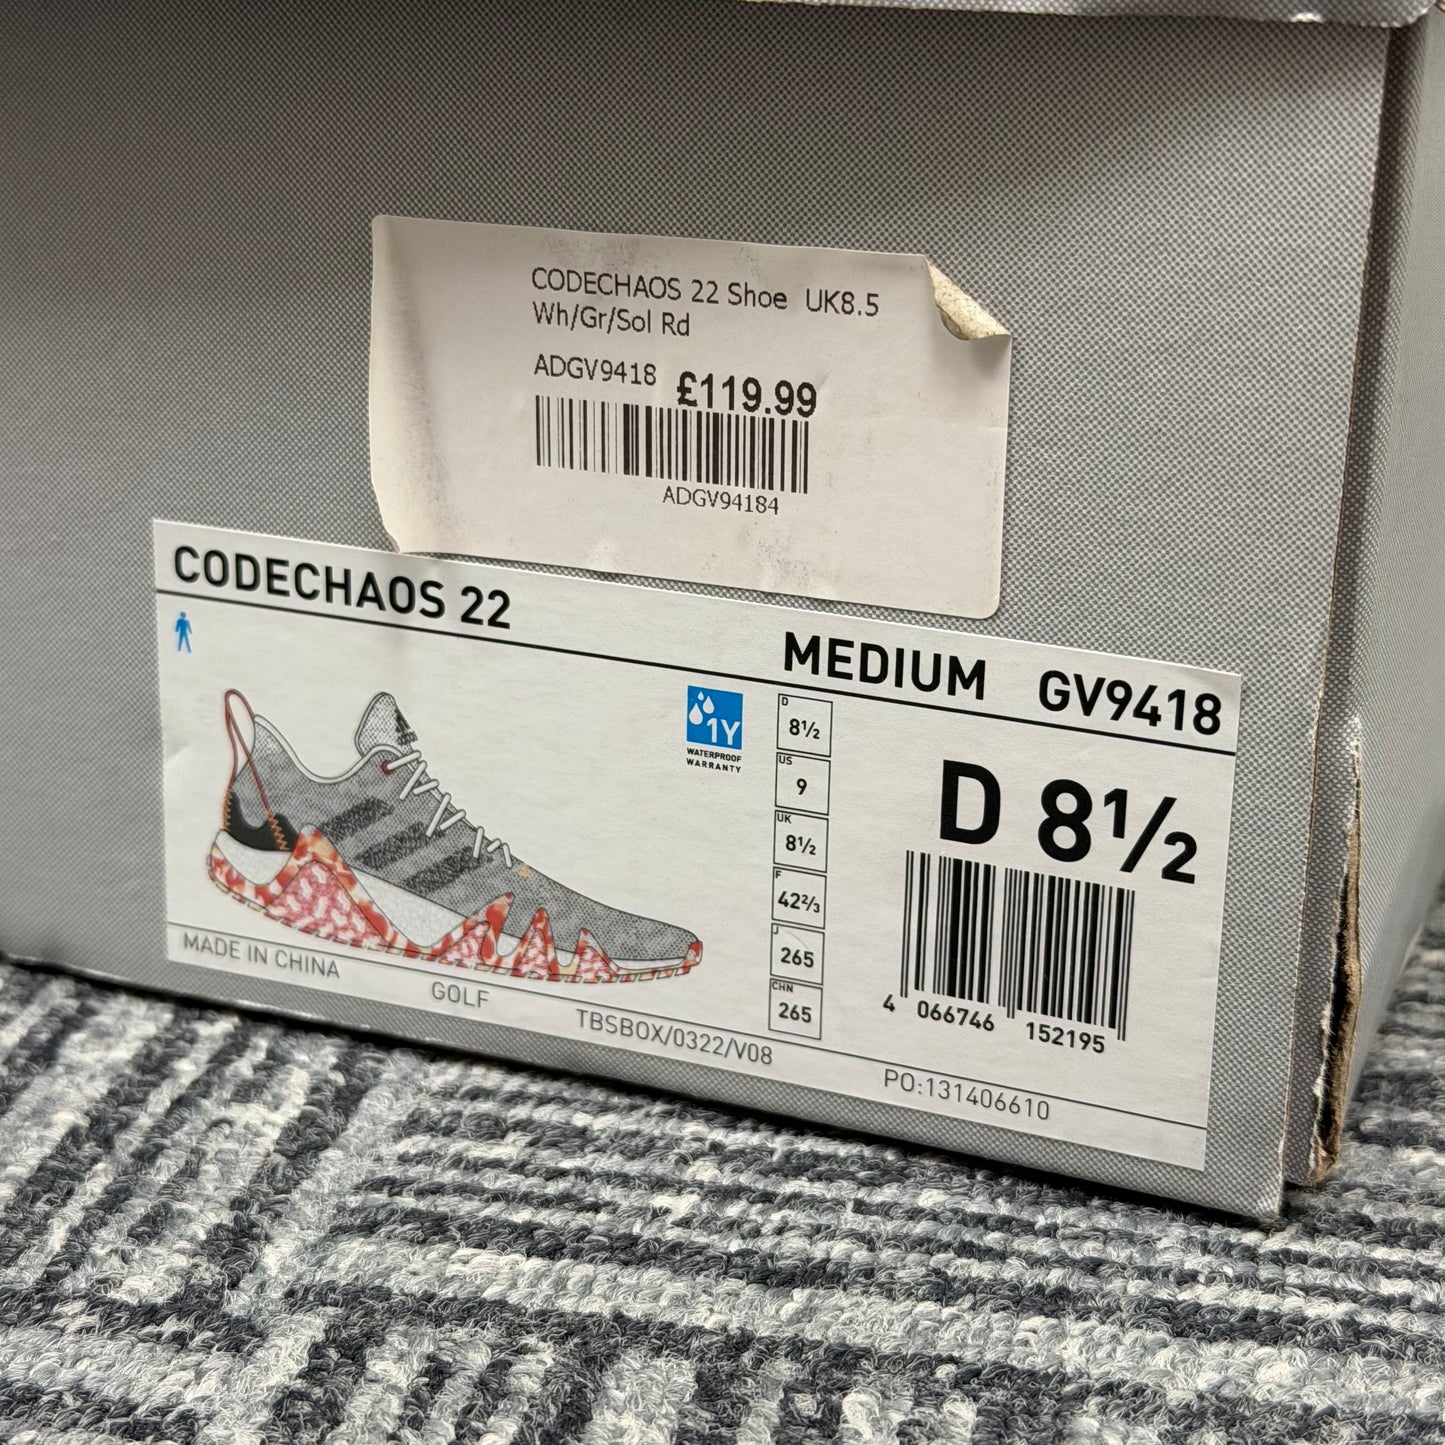 CODECHAOS 22 Shoe UK8.5
Wh/Gr/Sol Rd
ADGV9418 £119.99
ADGV94184
CODECHAOS 22
MEDIUM GV9418
1Y
WATERPROOF
WARRANTY
D
8½
US
9
UK
8½
F
42⅔
J
265
CHN
265
D 8½
4 066746 152195
MADE IN CHINA
GOLF
TBSBOX/0322/V08
PO:131406610